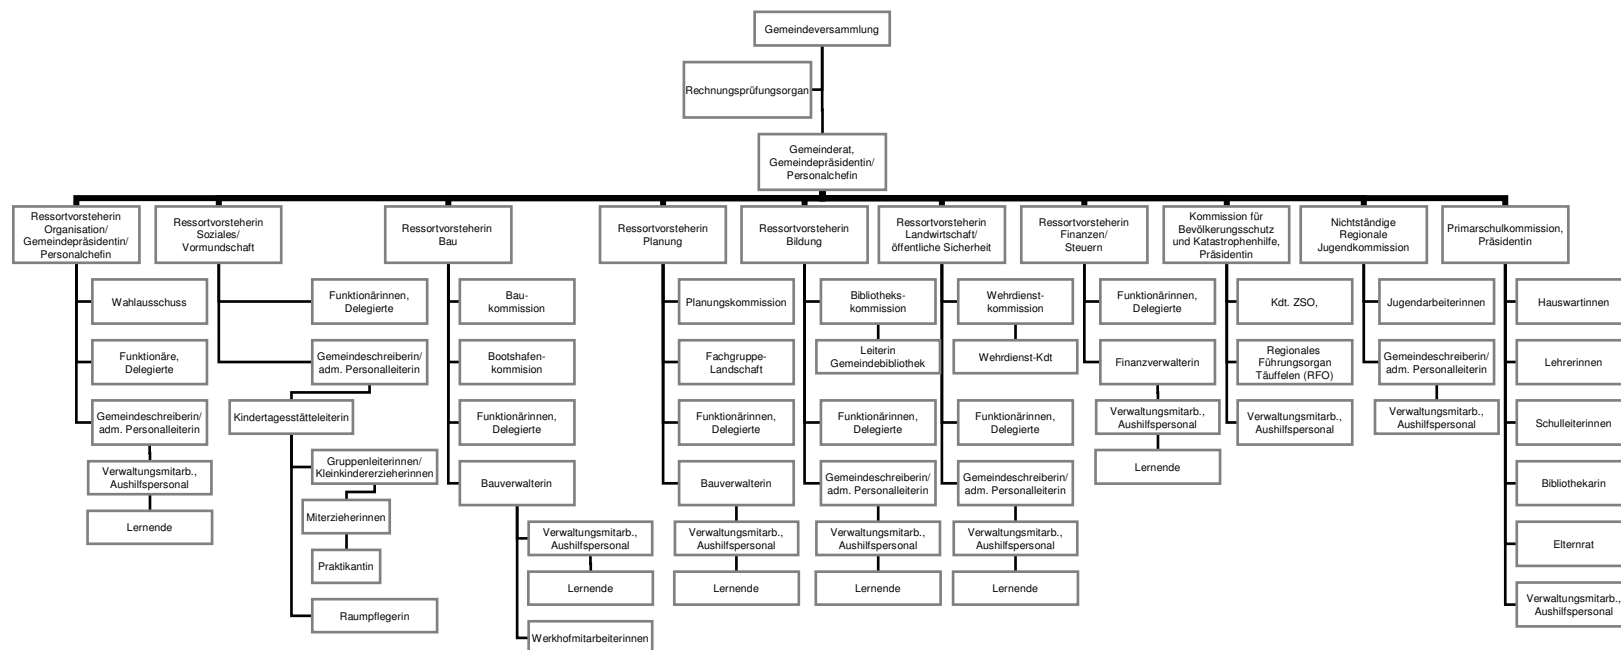 Gemeindeversammlung
Rechnungsprüfungsorgan
Gemeinderat,
Gemeindepräsidentin/
Personalchefin
Ressortvorsteherin
Organisation/
Gemeindepräsidentin/
Personalchefin
Wahlausschuss
Funktionäre,
Delegierte
Gemeindeschreiberin/
adm. Personalleiterin
Verwaltungsmitarb.,
Aushilfspersonal
Lernende
Ressortvorsteherin
Soziales/
Vormundschaft
Funktionärinnen,
Delegierte
Gemeindeschreiberin/
adm. Personalleiterin
Kindertagesstätteleiterin
Gruppenleiterinnen/
Kleinkindererzieherinnen
Miterzieherinnen
Praktikantin
Raumpflegerin
Ressortvorsteherin
Bau
Bau-
kommission
Bootshafen-
kommision
Funktionärinnen,
Delegierte
Bauverwalterin
Verwaltungsmitarb.,
Aushilfspersonal
Lernende
Werkhofmitarbeiterinnen
Ressortvorsteherin
Planung
Planungskommission
Fachgruppe-
Landschaft
Funktionärinnen,
Delegierte
Bauverwalterin
Verwaltungsmitarb.,
Aushilfspersonal
Lernende
Ressortvorsteherin
Bildung
Bibliotheks-
kommission
Leiterin
Gemeindebibliothek
Funktionärinnen,
Delegierte
Gemeindeschreiberin/
adm. Personalleiterin
Verwaltungsmitarb.,
Aushilfspersonal
Lernende
Ressortvorsteherin
Landwirtschaft/
öffentliche Sicherheit
Wehrdienst-
kommission
Wehrdienst-Kdt
Funktionärinnen,
Delegierte
Gemeindeschreiberin/
adm. Personalleiterin
Verwaltungsmitarb.,
Aushilfspersonal
Lernende
Ressortvorsteherin
Finanzen/
Steuern
Funktionärinnen,
Delegierte
Finanzverwalterin
Verwaltungsmitarb.,
Aushilfspersonal
Lernende
Kommission für
Bevölkerungsschutz
und Katastrophenhilfe,
Präsidentin
Kdt. ZSO,
Regionales
Führungsorgan
Täuffelen (RFO)
Verwaltungsmitarb.,
Aushilfspersonal
Nichtständige
Regionale
Jugendkommission
Jugendarbeiterinnen
Gemeindeschreiberin/
adm. Personalleiterin
Verwaltungsmitarb.,
Aushilfspersonal
Primarschulkommission,
Präsidentin
Hauswartinnen
Lehrerinnen
Schulleiterinnen
Bibliothekarin
Elternrat
Verwaltungsmitarb.,
Aushilfspersonal